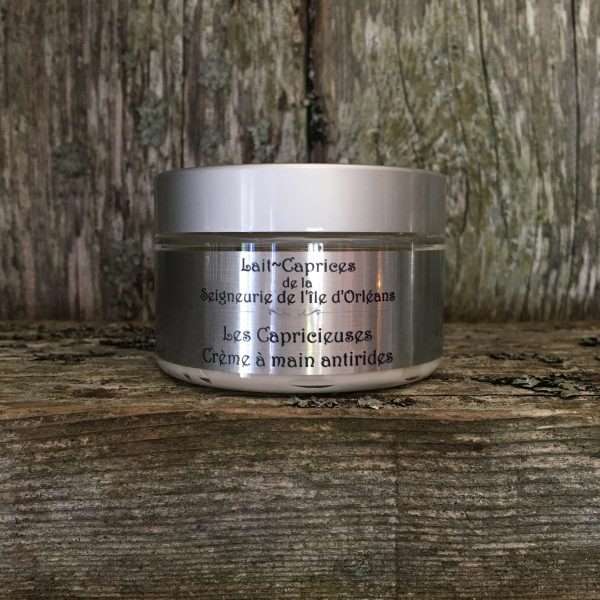 Lait~Caprices
de la
Seigneurie de l'île d'Orléans
Les Capricieuses
Crème à main antirides